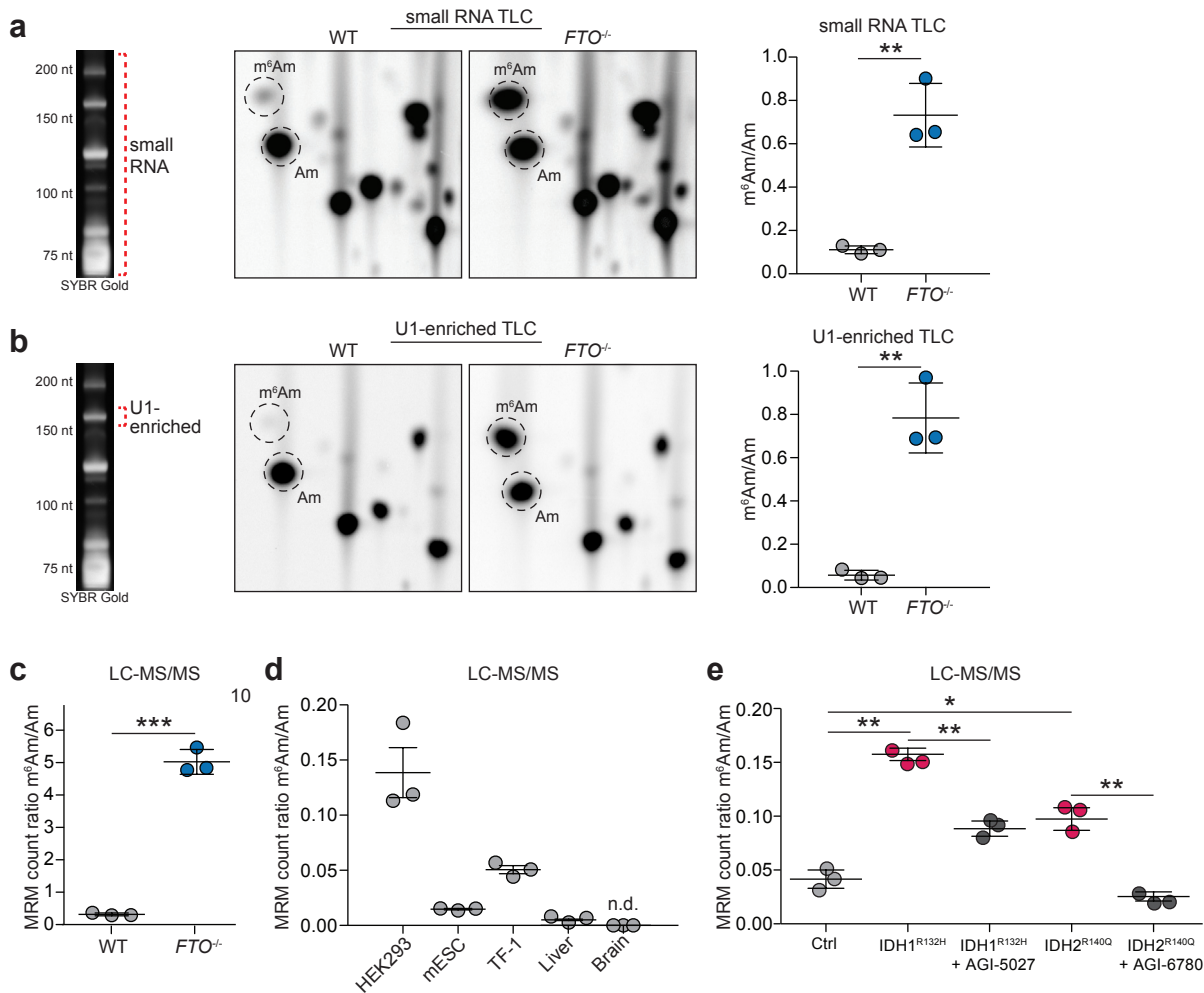 a
small RNA TLC
WT
FTO-/-
200 nt
150 nt
100 nt
75 nt
SYBR Gold
small
RNA
m⁶Am
Am
m⁶Am
Am
small RNA TLC
**
m⁶Am/Am
1.0
0.8
0.6
0.4
0.2
0.0
WT
FTO-/-
b
U1-enriched TLC
WT
FTO-/-
200 nt
150 nt
100 nt
75 nt
SYBR Gold
U1-
enriched
m⁶Am
Am
m⁶Am
Am
U1-enriched TLC
**
m⁶Am/Am
1.0
0.8
0.6
0.4
0.2
0.0
WT
FTO-/-
c
LC-MS/MS
10
***
MRM count ratio m⁶Am/Am
6
5
4
3
2
1
0
WT
FTO-/-
d
LC-MS/MS
MRM count ratio m⁶Am/Am
0.20
0.15
0.10
0.05
0.00
n.d.
HEK293
mESC
TF-1
Liver
Brain
e
LC-MS/MS
MRM count ratio m⁶Am/Am
0.20
0.15
0.10
0.05
0.00
*
**
**
**
Ctrl
IDH1R132H
IDH1R132H
+ AGI-5027
IDH2R140Q
IDH2R140Q
+ AGI-6780